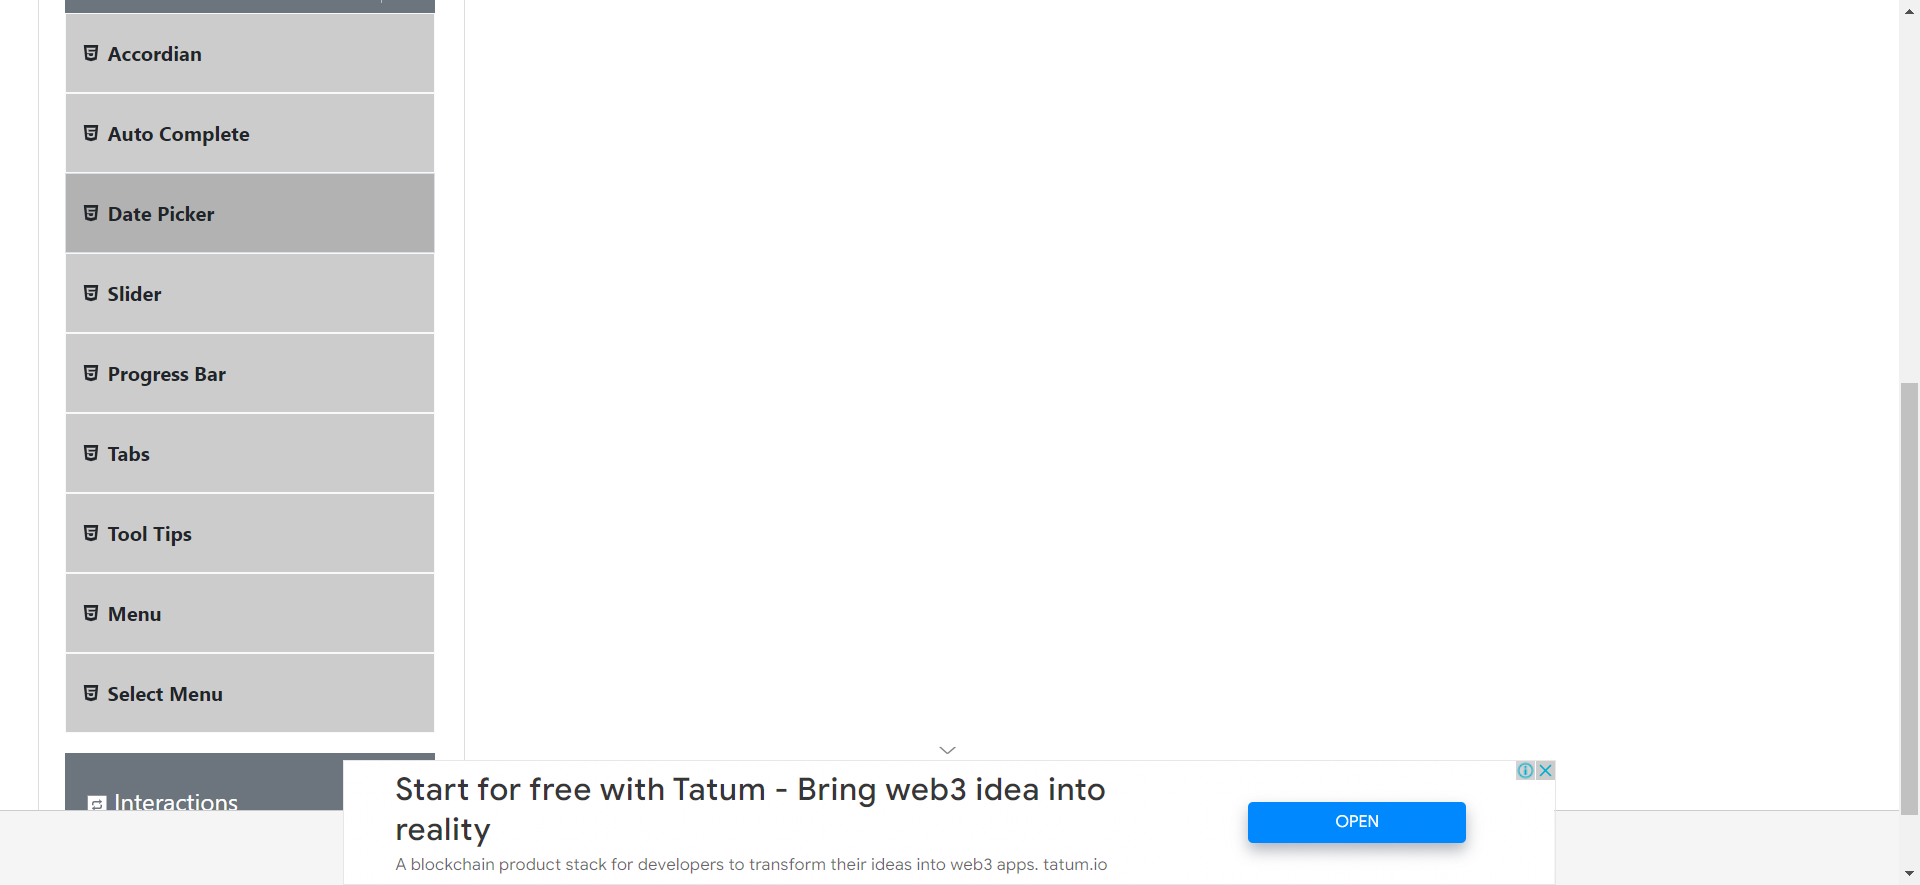 Accordian
Auto Complete
Date Picker
Slider
Progress Bar
Tabs
Tool Tips
Menu
Select Menu
Interactions
Start for free with Tatum - Bring web3 idea into
reality
A blockchain product stack for developers to transform their ideas into web3 apps. tatum.io
OPEN